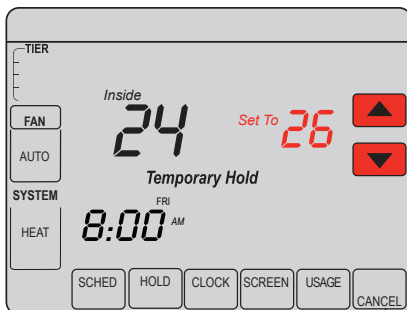 TIER
Inside
24
Set To
26
FAN
AUTO
Temporary Hold
SYSTEM
HEAT
FRI
8:00 AM
SCHED HOLD CLOCK SCREEN USAGE CANCEL